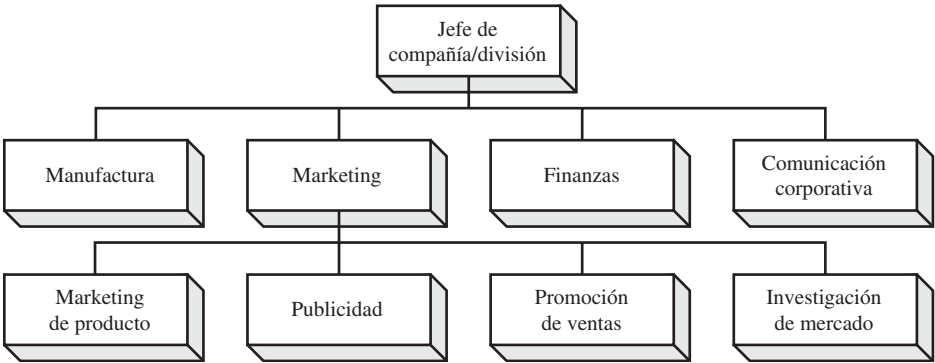 Jefe de
compañía/división
Manufactura
Marketing
Finanzas
Comunicación
corporativa
Marketing
de producto
Publicidad
Promoción
de ventas
Investigación
de mercado